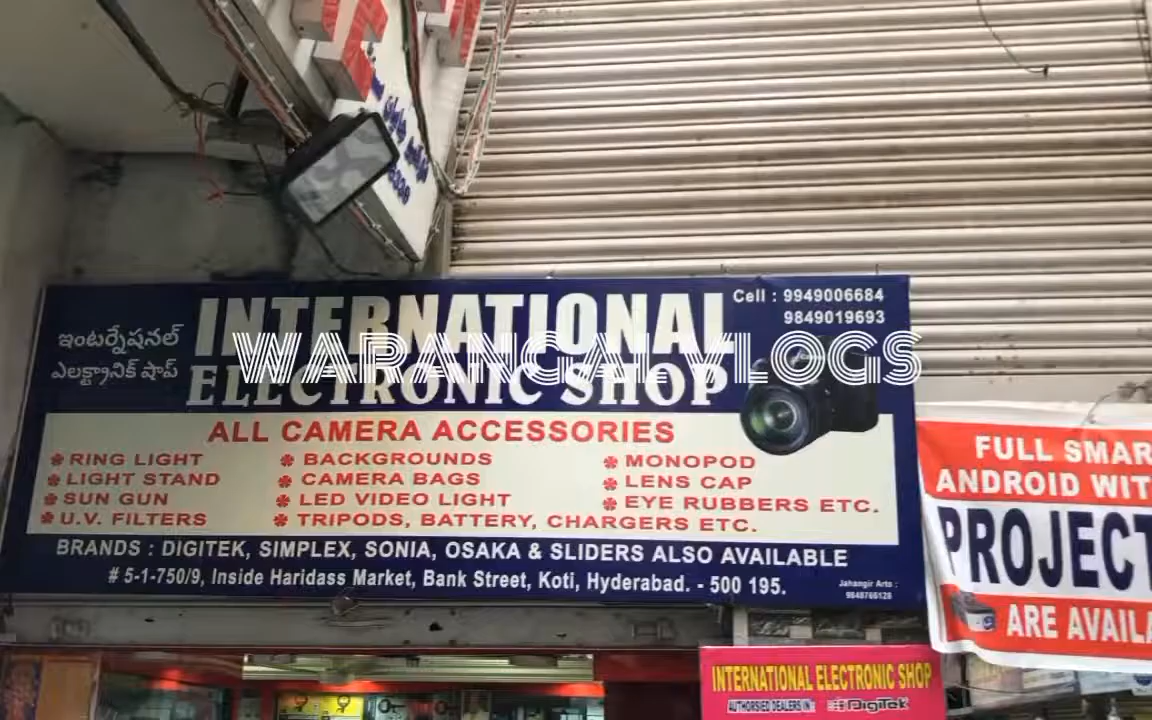 ఇంటర్నేషనల్
ఎలక్ట్రానిక్ షాప్
INTERNATIONAL
ELECTRONIC SHOP
Cell : 9949006684
9849019693
WARANGAL VLOGS
ALL CAMERA ACCESSORIES
RING LIGHT
LIGHT STAND
SUN GUN
U.V. FILTERS
BACKGROUNDS
CAMERA BAGS
LED VIDEO LIGHT
TRIPODS, BATTERY, CHARGERS ETC.
MONOPOD
LENS CAP
EYE RUBBERS ETC.
BRANDS : DIGITEK, SIMPLEX, SONIA, OSAKA & SLIDERS ALSO AVAILABLE
# 5-1-750/9, Inside Haridass Market, Bank Street, Koti, Hyderabad. - 500 195.
Jahangir Arts :
FULL SMAR
ANDROID WIT
PROJECT
ARE AVAILA
INTERNATIONAL ELECTRONIC SHOP
AUTHORSIED DEALERS IN :
DigiTek